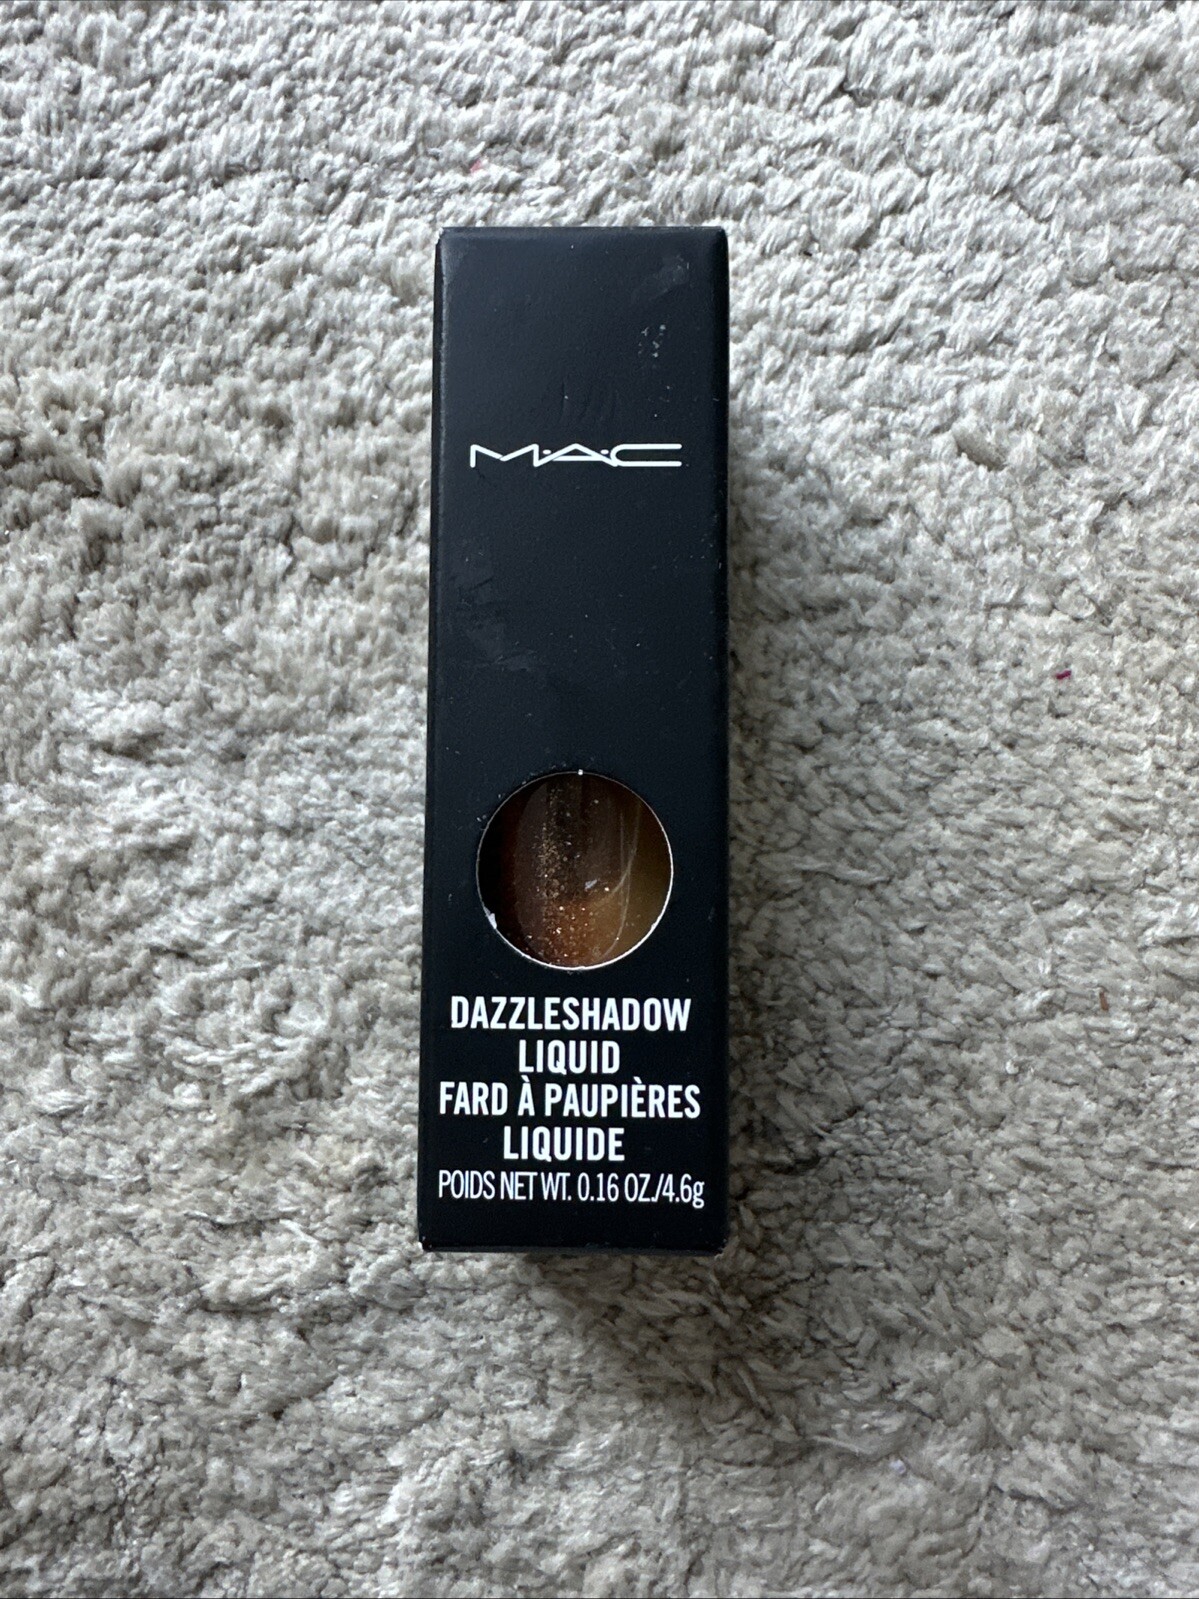 M·A·C
DAZZLESHADOW
LIQUID
FARD À PAUPIÈRES
LIQUIDE
POIDS NET WT. 0.16 OZ./4.6g